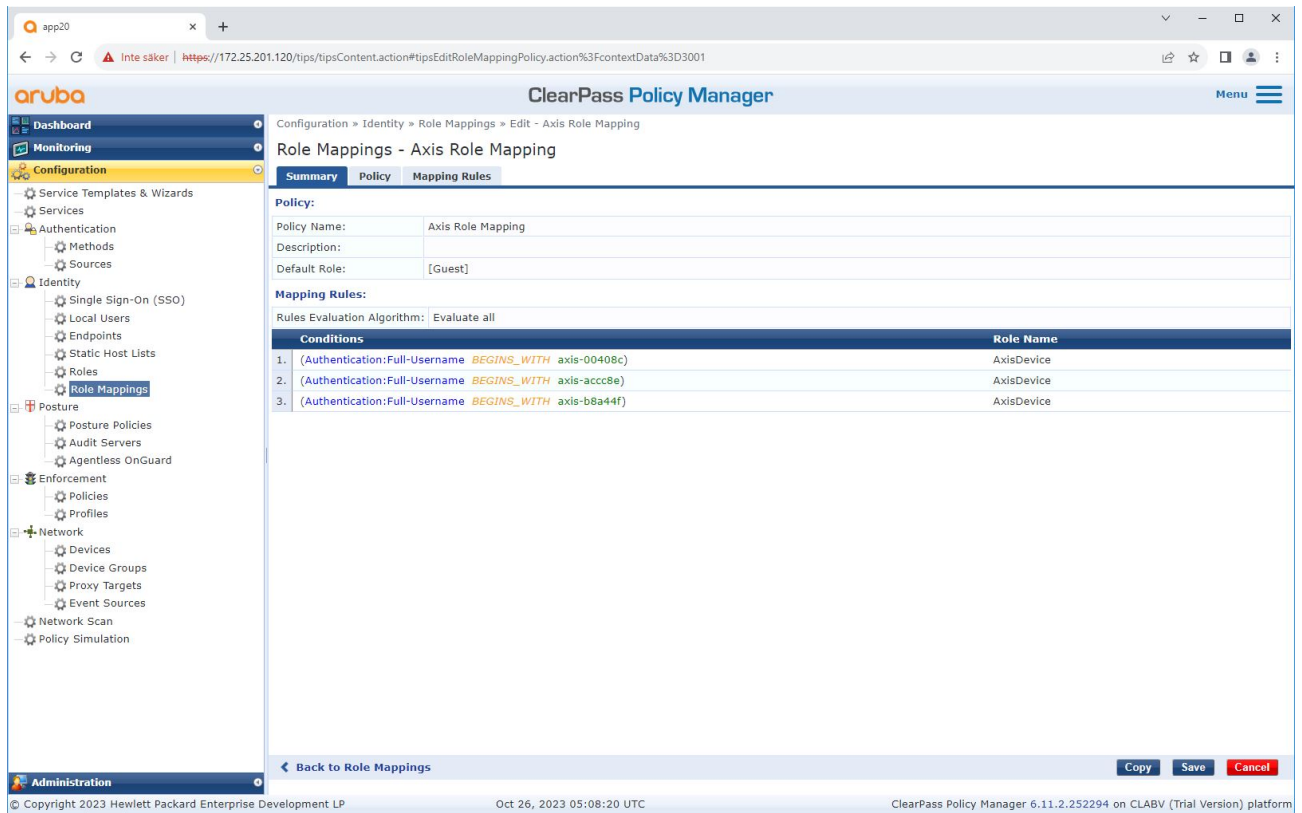 app20
Inte säker | https://172.25.201.120/tips/tipsContent.action#tipsEditRoleMappingPolicy.action%3FcontextData%3D3001
aruba
ClearPass Policy Manager
Menu
Dashboard
Monitoring
Configuration
Service Templates & Wizards
Services
Authentication
Methods
Sources
Identity
Single Sign-On (SSO)
Local Users
Endpoints
Static Host Lists
Roles
Role Mappings
Posture
Posture Policies
Audit Servers
Agentless OnGuard
Enforcement
Policies
Profiles
Network
Devices
Device Groups
Proxy Targets
Event Sources
Network Scan
Policy Simulation
Administration
Configuration » Identity » Role Mappings » Edit - Axis Role Mapping
Role Mappings - Axis Role Mapping
Summary Policy Mapping Rules
Policy:
Policy Name: Axis Role Mapping
Description:
Default Role: [Guest]
Mapping Rules:
Rules Evaluation Algorithm: Evaluate all
Conditions Role Name
1. (Authentication:Full-Username BEGINS_WITH axis-00408c) AxisDevice
2. (Authentication:Full-Username BEGINS_WITH axis-accc8e) AxisDevice
3. (Authentication:Full-Username BEGINS_WITH axis-b8a44f) AxisDevice
Back to Role Mappings Copy Save Cancel
© Copyright 2023 Hewlett Packard Enterprise Development LP Oct 26, 2023 05:08:20 UTC ClearPass Policy Manager 6.11.2.252294 on CLABV (Trial Version) platform